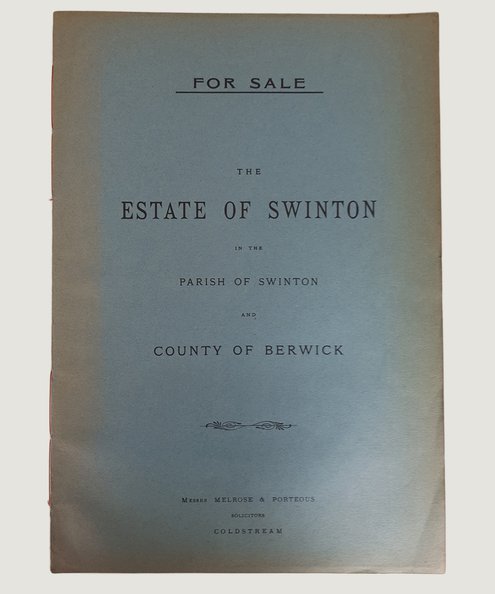 FOR SALE
THE
ESTATE OF SWINTON
IN THE
PARISH OF SWINTON
AND
COUNTY OF BERWICK
MESSRS MELROSE & PORTEOUS
SOLICITORS
COLDSTREAM